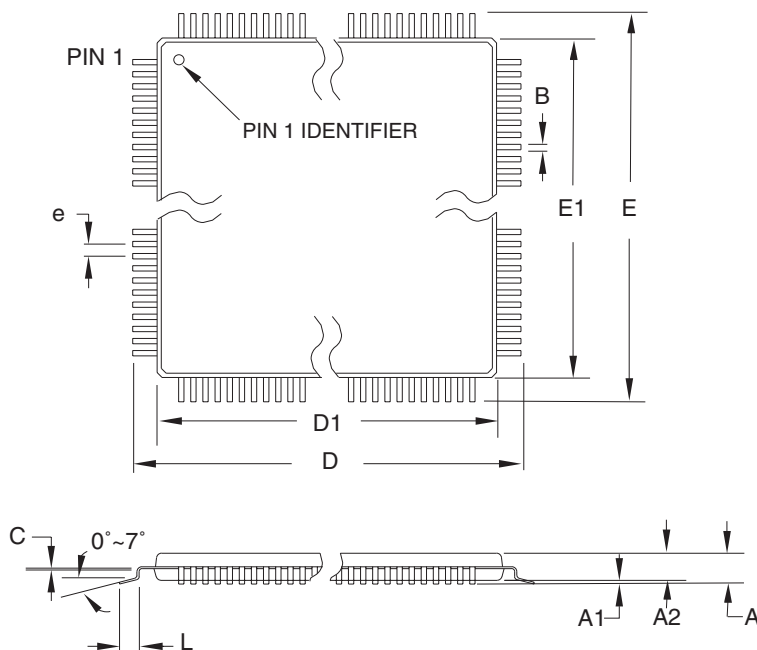 PIN 1
PIN 1 IDENTIFIER
B
e
E1
E
D1
D
C
0˚~7˚
L
A1
A2
A